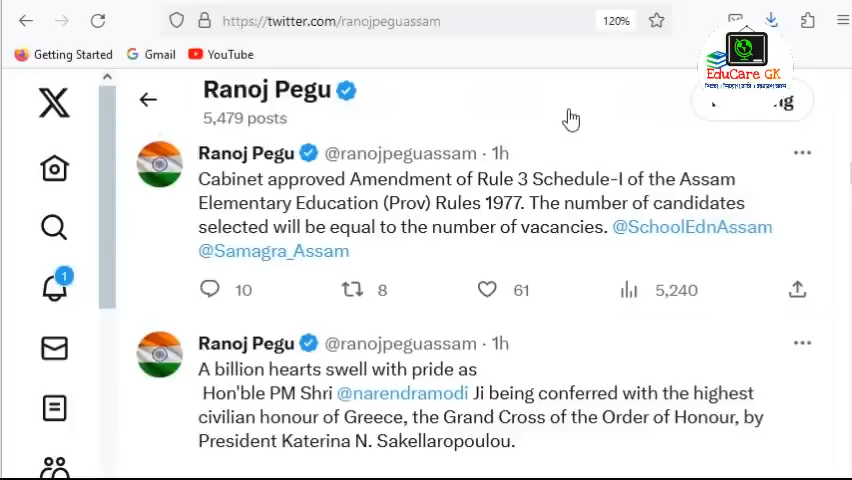 https://twitter.com/ranojpeguassam
120%
Getting Started
Gmail
YouTube
EduCare GK
Ranoj Pegu
5,479 posts
Ranoj Pegu @ranojpeguassam · 1h
Cabinet approved Amendment of Rule 3 Schedule-I of the Assam
Elementary Education (Prov) Rules 1977. The number of candidates
selected will be equal to the number of vacancies. @SchoolEdnAssam
@Samagra_Assam
10 8 61 5,240
1
Ranoj Pegu @ranojpeguassam · 1h
A billion hearts swell with pride as
Hon'ble PM Shri @narendramodi Ji being conferred with the highest
civilian honour of Greece, the Grand Cross of the Order of Honour, by
President Katerina N. Sakellaropoulou.